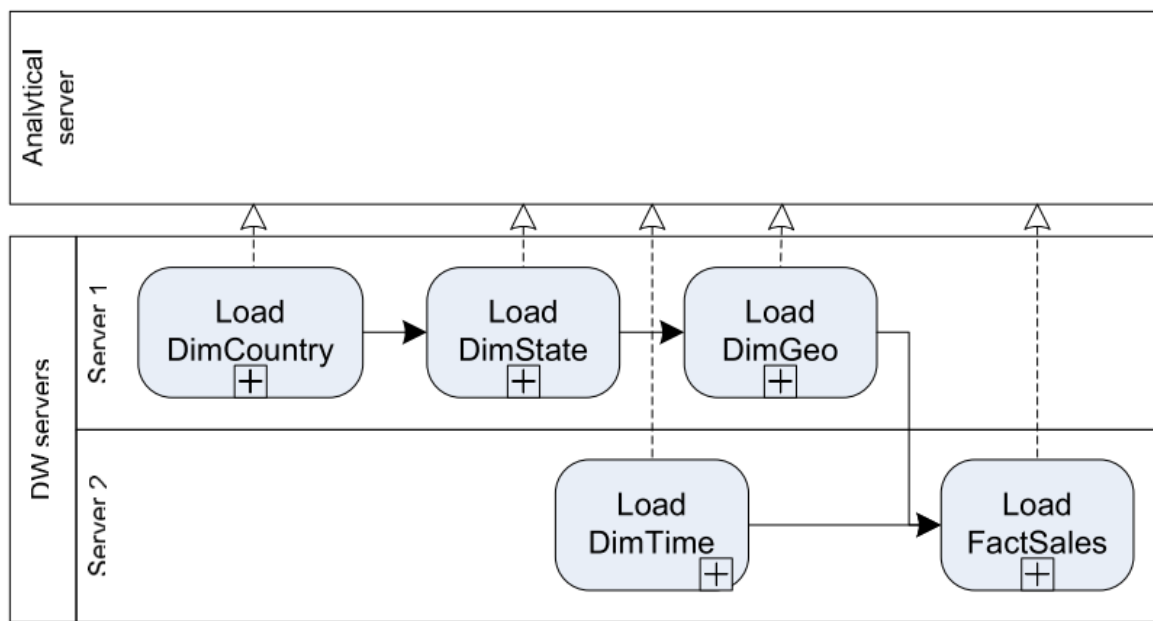 Analytical
server
DW servers
Server 1
Load
DimCountry
Load
DimState
Load
DimGeo
Server 2
Load
DimTime
Load
FactSales